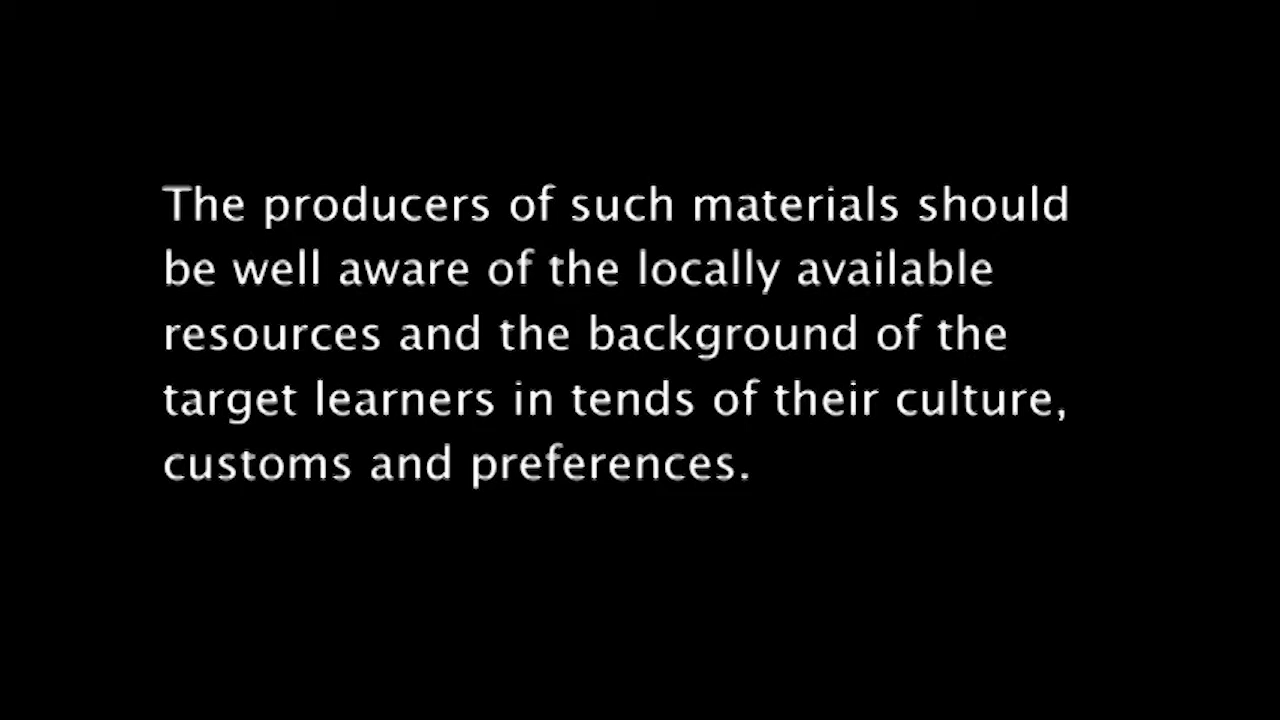 The producers of such materials should
be well aware of the locally available
resources and the background of the
target learners in tends of their culture,
customs and preferences.